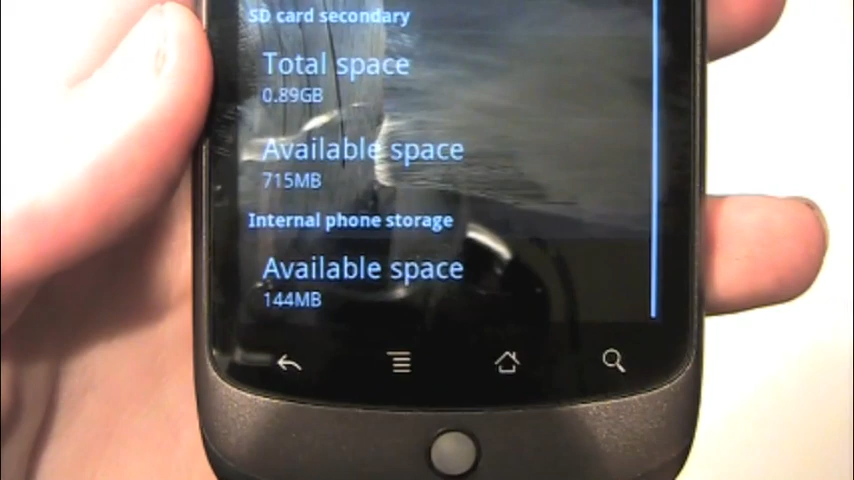 SD card secondary
Total space
0.89GB
Available space
715MB
Internal phone storage
Available space
144MB